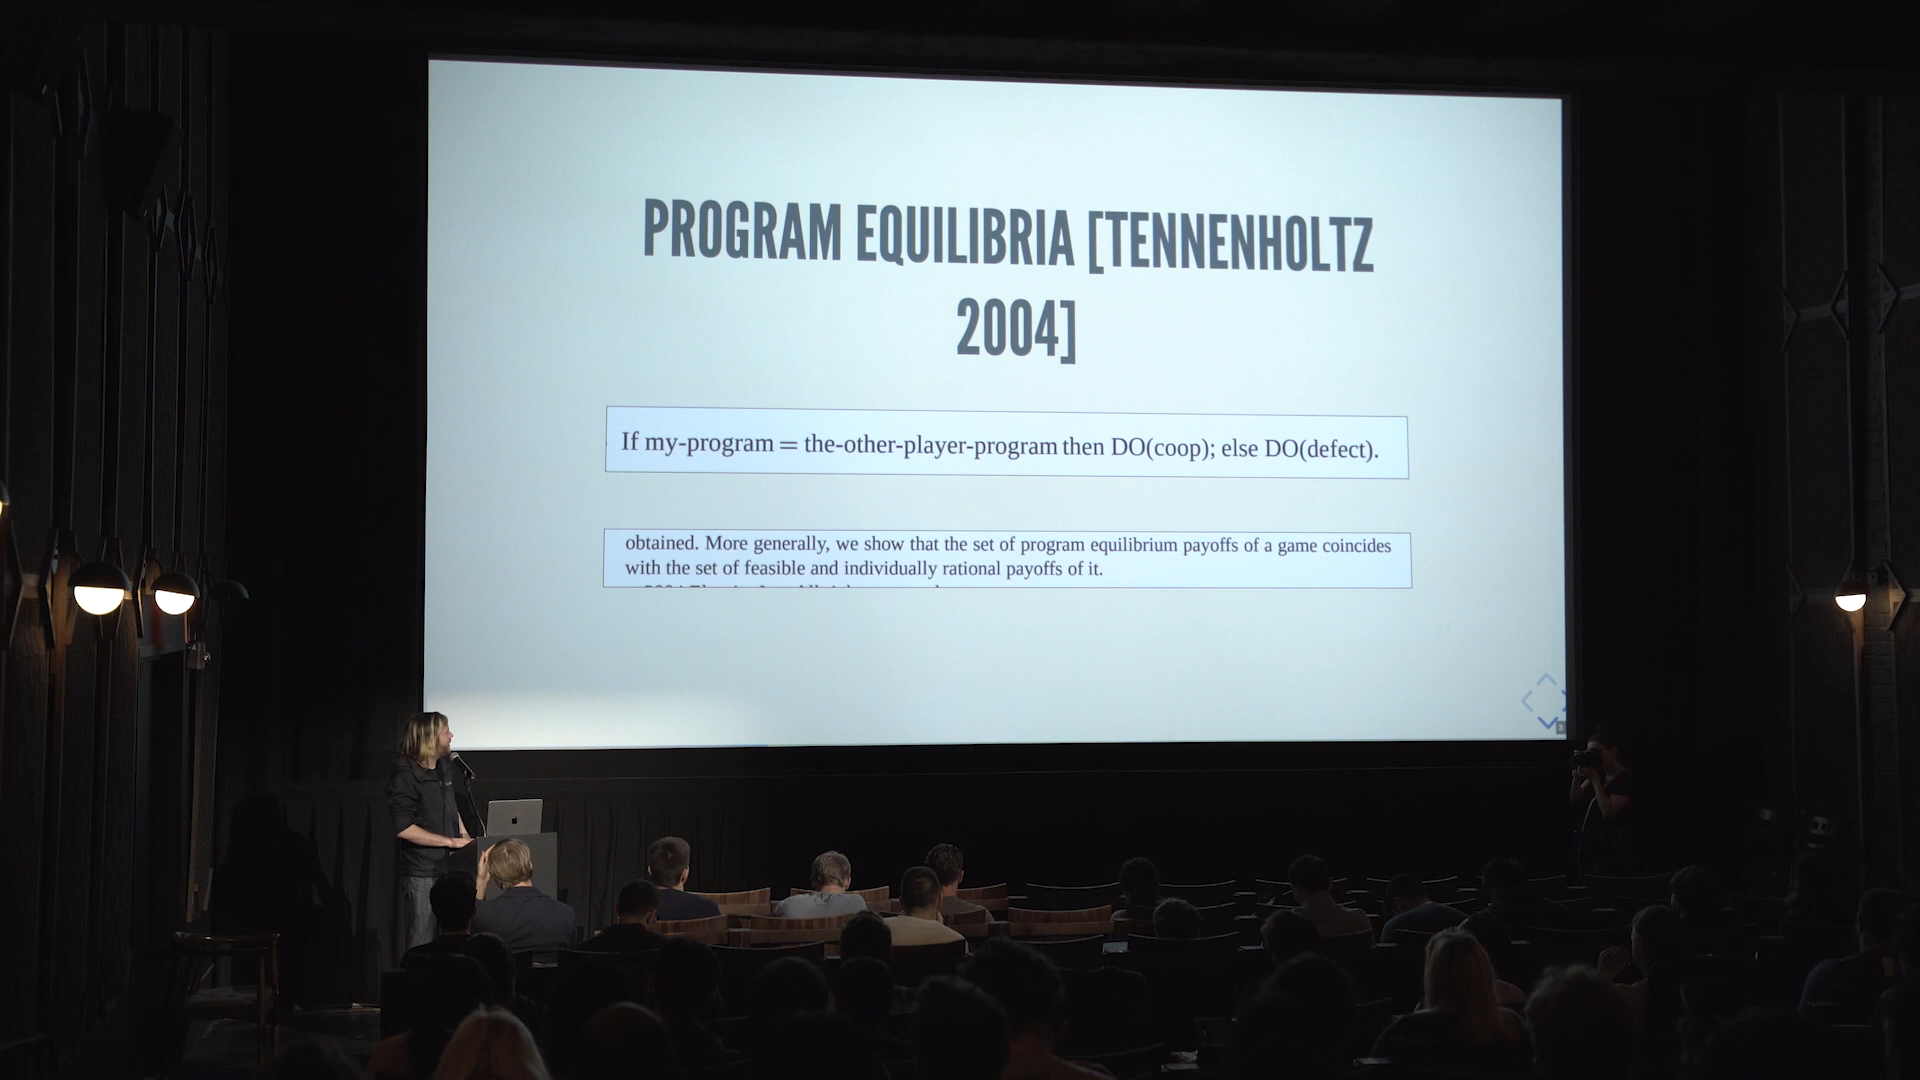 PROGRAM EQUILIBRIA [TENNENHOLTZ
2004]
If my-program = the-other-player-program then DO(coop); else DO(defect).
obtained. More generally, we show that the set of program equilibrium payoffs of a game coincides
with the set of feasible and individually rational payoffs of it.